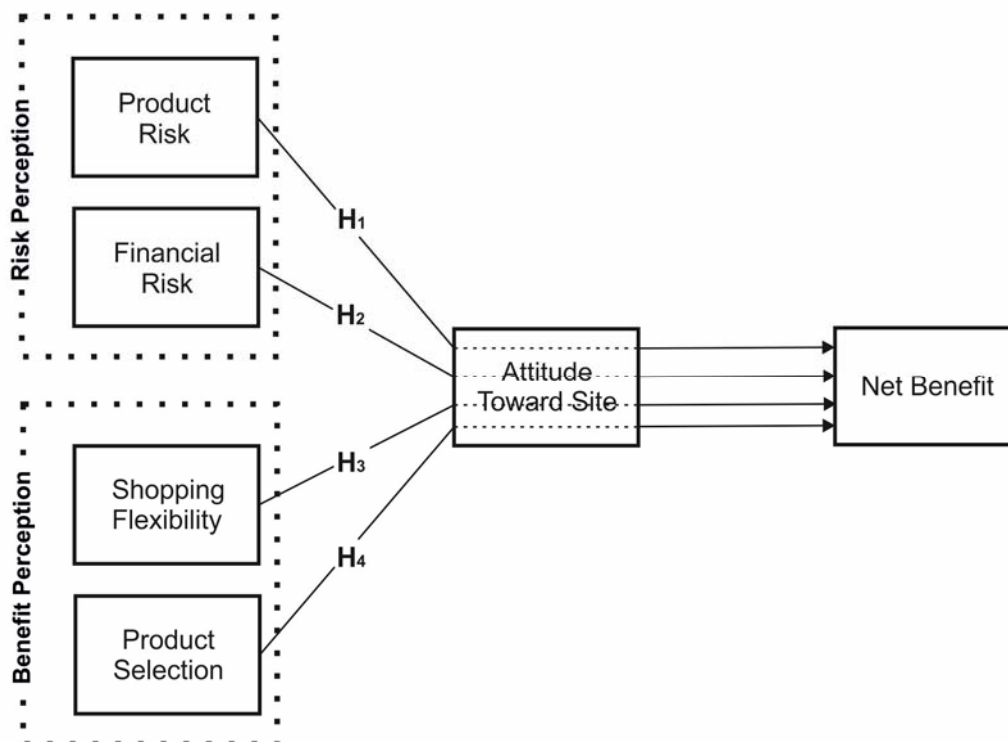 Risk Perception
Product
Risk
Financial
Risk
H1
H2
Benefit Perception
Shopping
Flexibility
Product
Selection
H3
H4
Attitude
Toward Site
Net Benefit